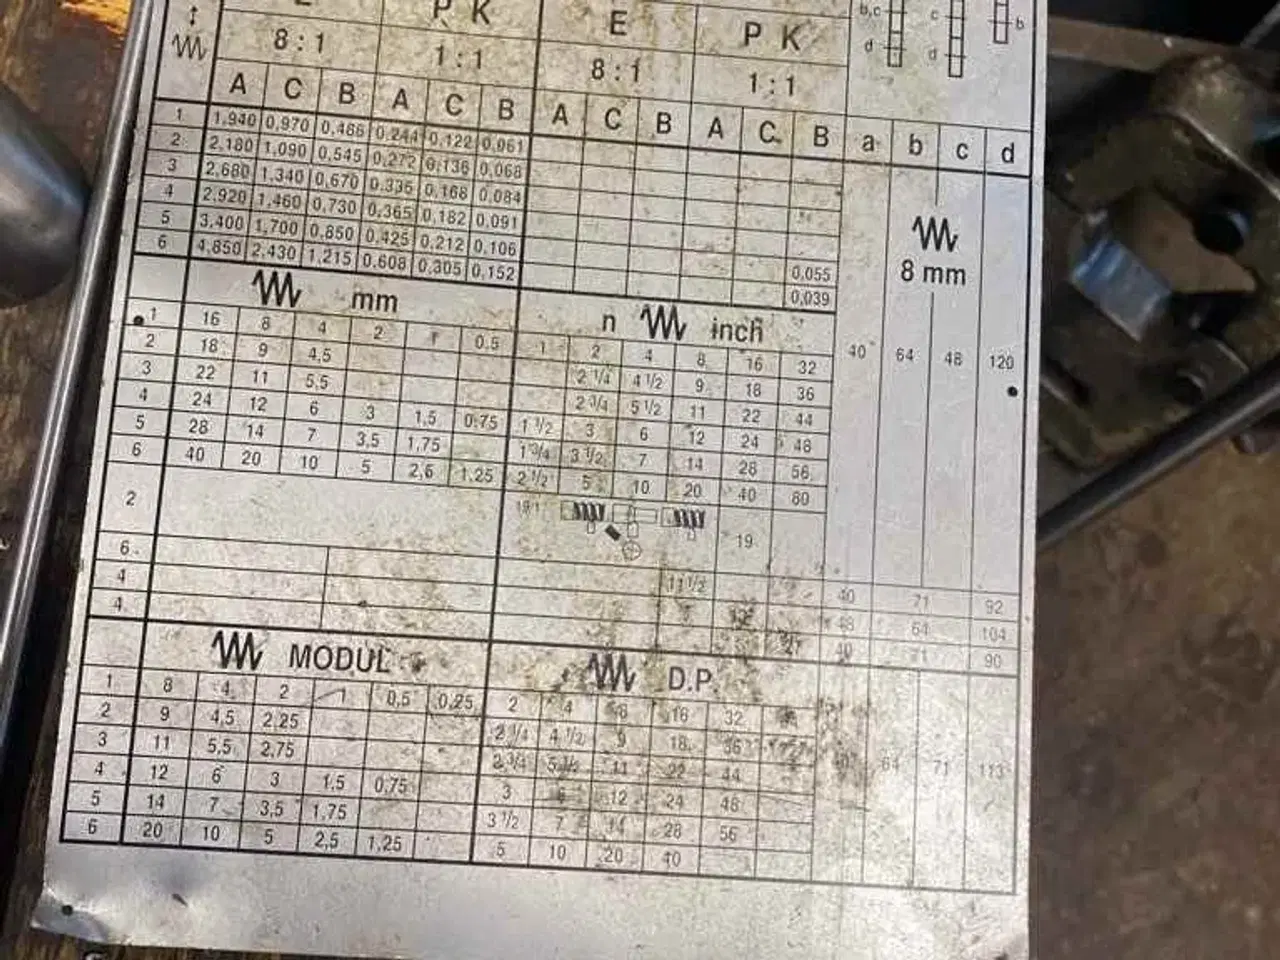 P K E P K
8:1 1:1 8:1 1:1
b,c c b
d d
A C B A C B A C B A C B a b c d
1 1,940 0,970 0,486 0.244 0,122 0,061
2 2,180 1,090 0,545 0,272 0,136 0,068
3 2,680 1,340 0,670 0,335 0,168 0,084
4 2,920 1,460 0,730 0,365 0,182 0,091
5 3,400 1,700 0,850 0,425 0,212 0,106 0,055
6 4,850 2,430 1,215 0,608 0,305 0,152 0,039
8 mm
mm n inch
1 16 8 4 2 0.5 1 2 4 8 16 32 40 64 48 120
2 18 9 4,5 2 1/4 4 1/2 9 18 36
3 22 11 5,5 2 3/4 5 1/2 11 22 44
4 24 12 6 3 1,5 0.75 1 1/2 3 6 12 24 48
5 28 14 7 3,5 1,75 1 3/4 3 1/2 7 14 28 56
6 40 20 10 5 2,6 1,25 2 1/2 5 10 20 40 80
2 19
6 11 1/2 40 71 92
4 48 64 104
4 27 40 71 90
MODUL D.P.
1 8 4 2 1 0,5 0,25 2 4 8 16 32
2 9 4,5 2,25 2 1/4 4 1/2 9 18 36
3 11 5,5 2,75 2 3/4 5 1/2 11 22 44 64 71 113
4 12 6 3 1,5 0,75 3 6 12 24 48
5 14 7 3,5 1,75 3 1/2 7 14 28 56
6 20 10 5 2,5 1,25 5 10 20 40